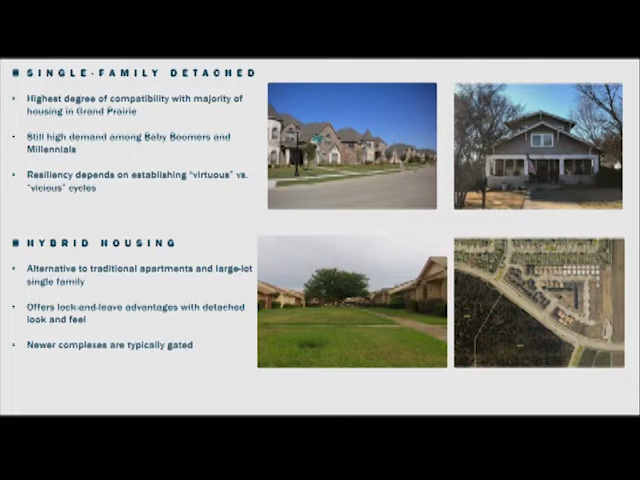 SINGLE-FAMILY DETACHED
• Highest degree of compatibility with majority of
housing in Grand Prairie
• Still high demand among Baby Boomers and
Millennials
• Resiliency depends on establishing "virtuous" vs.
"vicious" cycles
HYBRID HOUSING
• Alternative to traditional apartments and large-lot
single family
• Offers lock-and-leave advantages with detached
look and feel
• Newer complexes are typically gated